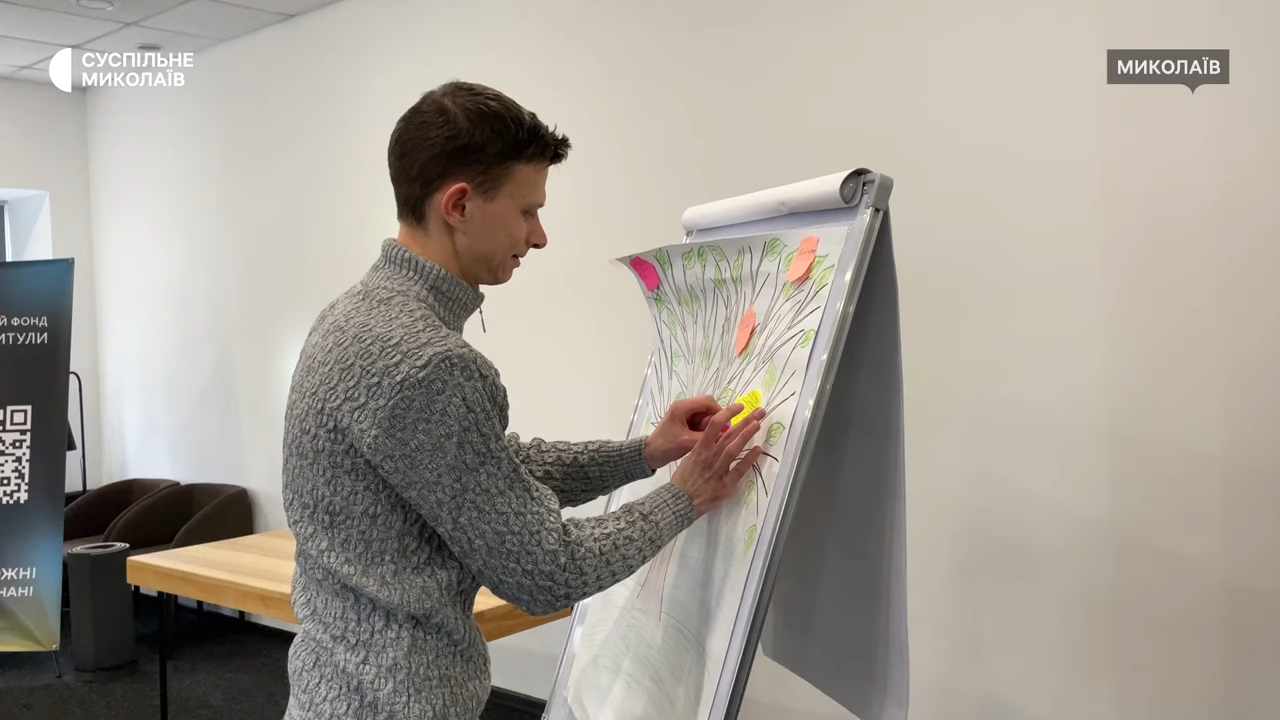 СУСПІЛЬНЕ
МИКОЛАЇВ
МИКОЛАЇВ
Й ФОНД
ИТУЛИ
ЖНІ
НАНІ